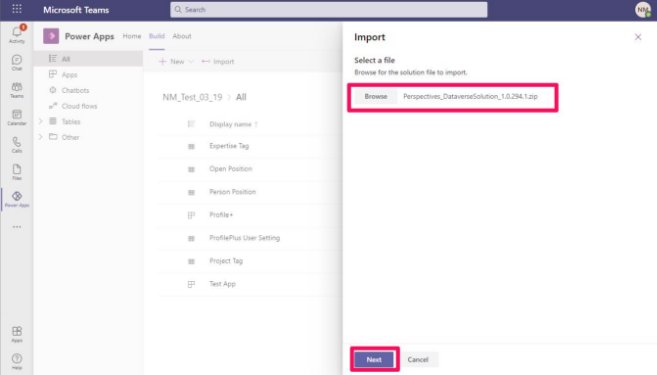 Microsoft Teams
Search
NM
Activity
Chat
Teams
Calendar
Calls
Files
Power Apps
Apps
Help
Power Apps Home Build About
All
Apps
Chatbots
Cloud flows
Tables
Other
New Import
NM_Test_03_19 > All
Display name ↑
Expertise Tag
Open Position
Person Position
Profile+
ProfilePlus User Setting
Project Tag
Test App
Import
Select a file
Browse for the solution file to import.
Browse Perspectives_DataverseSolution_1.0.294.1.zip
Next Cancel